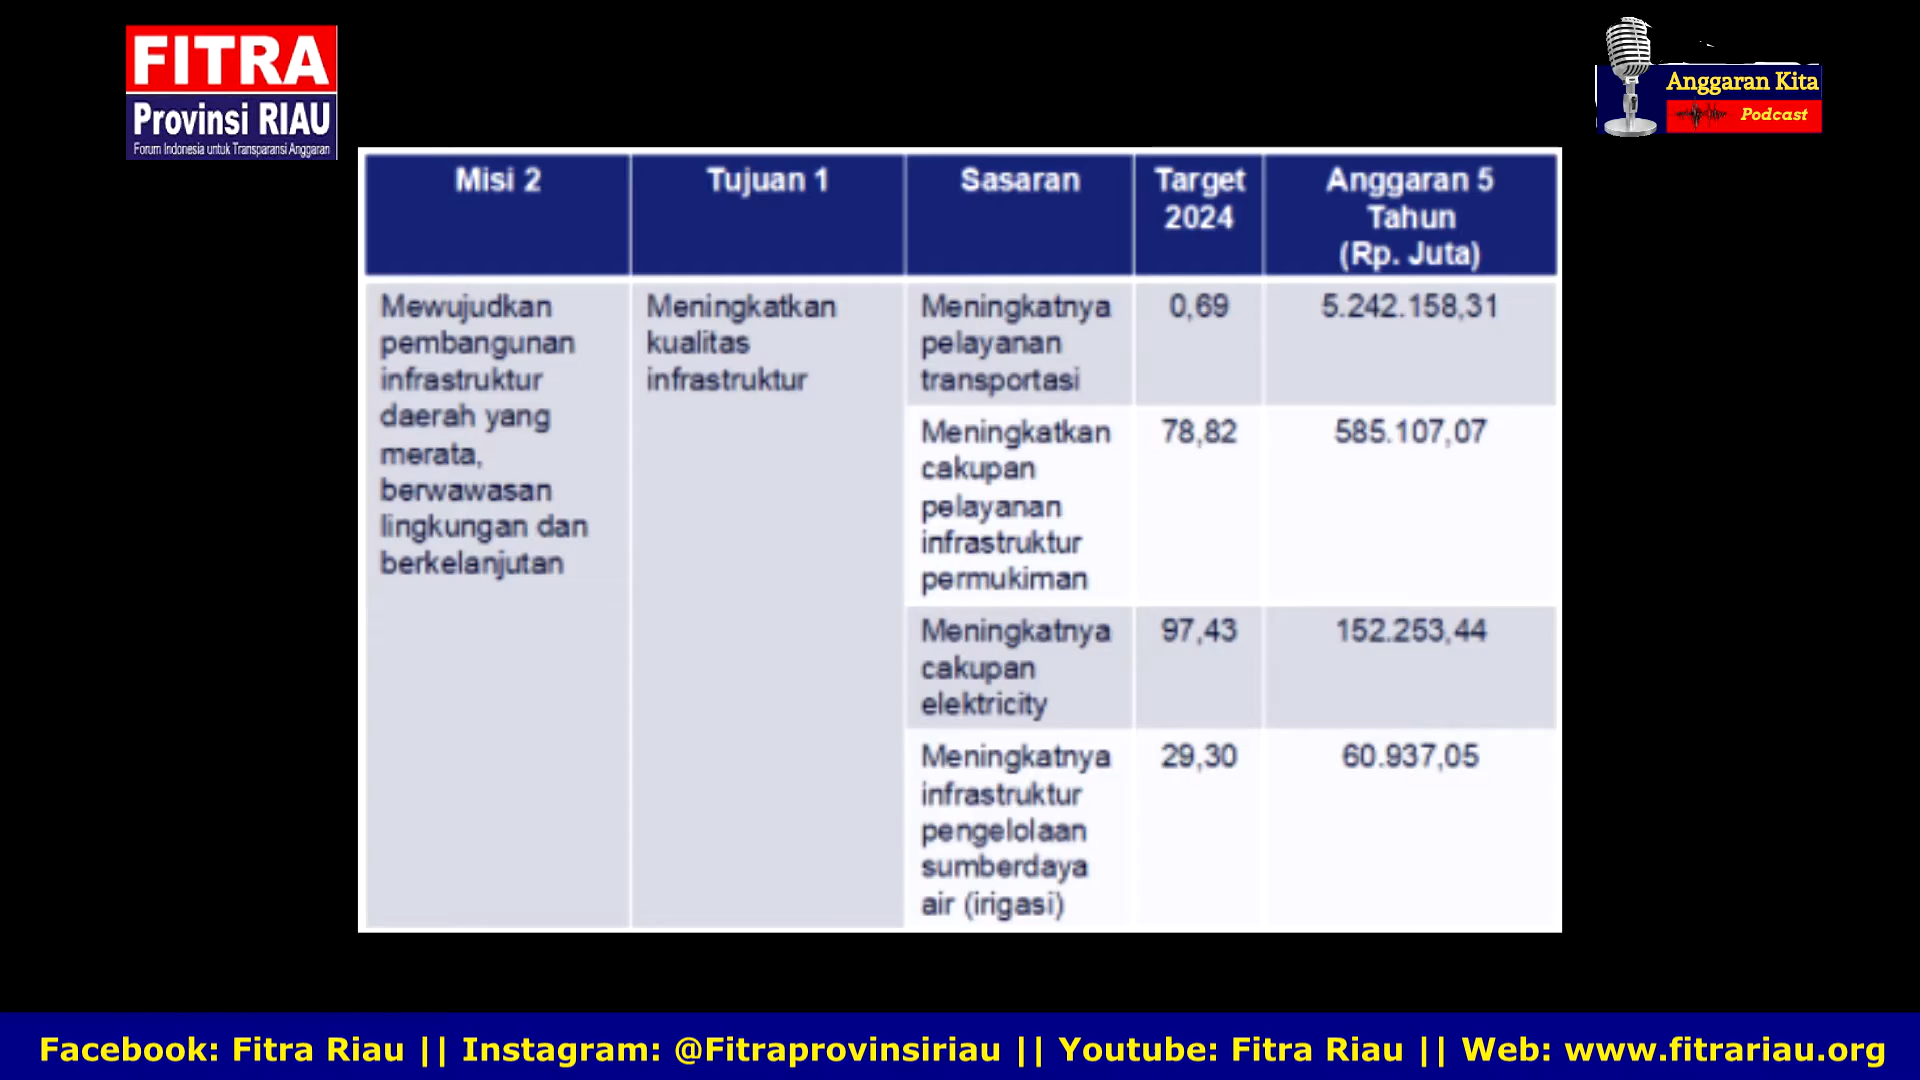 FITRA
Provinsi RIAU
Forum Indonesia untuk Transparansi Anggaran
Anggaran Kita
Podcast
Misi 2
Tujuan 1
Sasaran
Target
2024
Anggaran 5
Tahun
(Rp. Juta)
Mewujudkan
pembangunan
infrastruktur
daerah yang
merata,
berwawasan
lingkungan dan
berkelanjutan
Meningkatkan
kualitas
infrastruktur
Meningkatnya
pelayanan
transportasi
0,69
5.242.158,31
Meningkatkan
cakupan
pelayanan
infrastruktur
permukiman
78,82
585.107,07
Meningkatnya
cakupan
elektricity
97,43
152.253,44
Meningkatnya
infrastruktur
pengelolaan
sumberdaya
air (irigasi)
29,30
60.937,05
Facebook: Fitra Riau || Instagram: @Fitraprovinsiriau || Youtube: Fitra Riau || Web: www.fitrariau.org